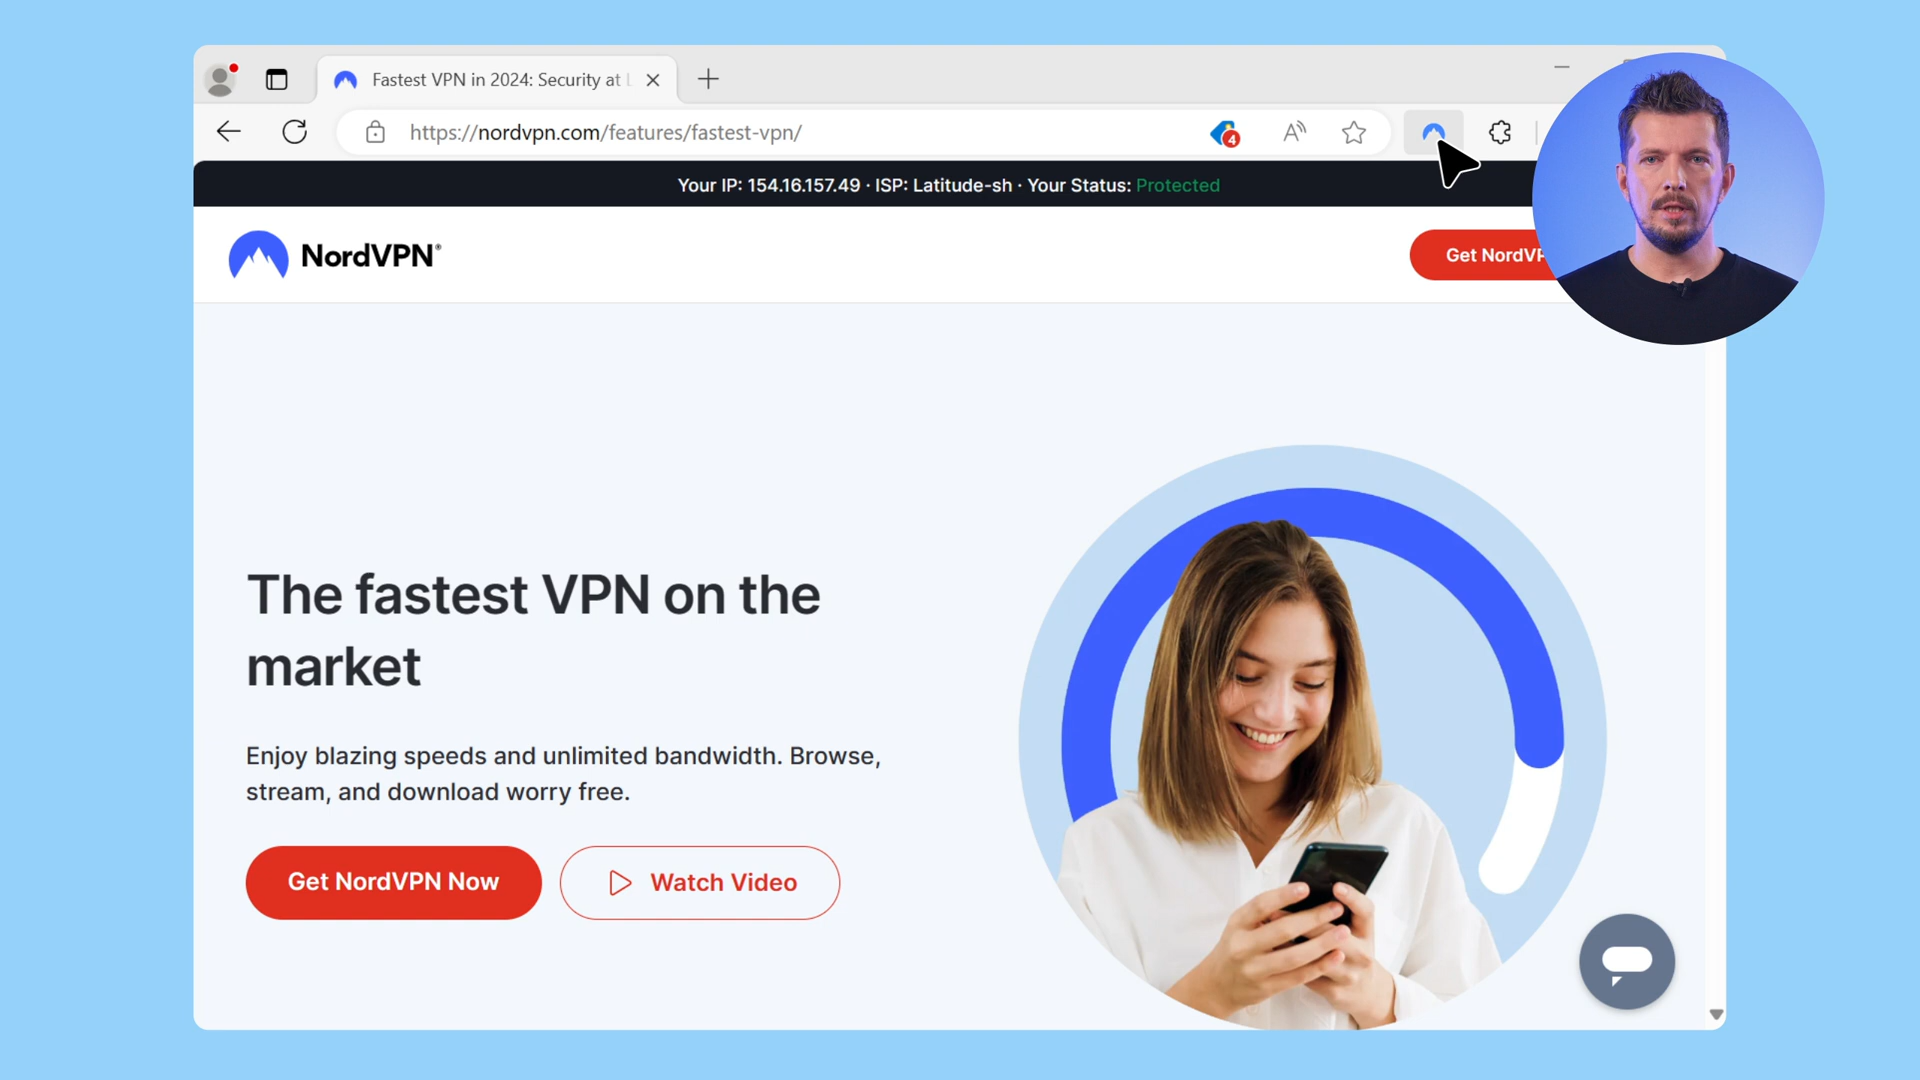 Fastest VPN in 2024: Security at
https://nordvpn.com/features/fastest-vpn/
4
A
Your IP: 154.16.157.49 · ISP: Latitude-sh · Your Status: Protected
NordVPN®
Get NordVP
The fastest VPN on the
market
Enjoy blazing speeds and unlimited bandwidth. Browse,
stream, and download worry free.
Get NordVPN Now
Watch Video